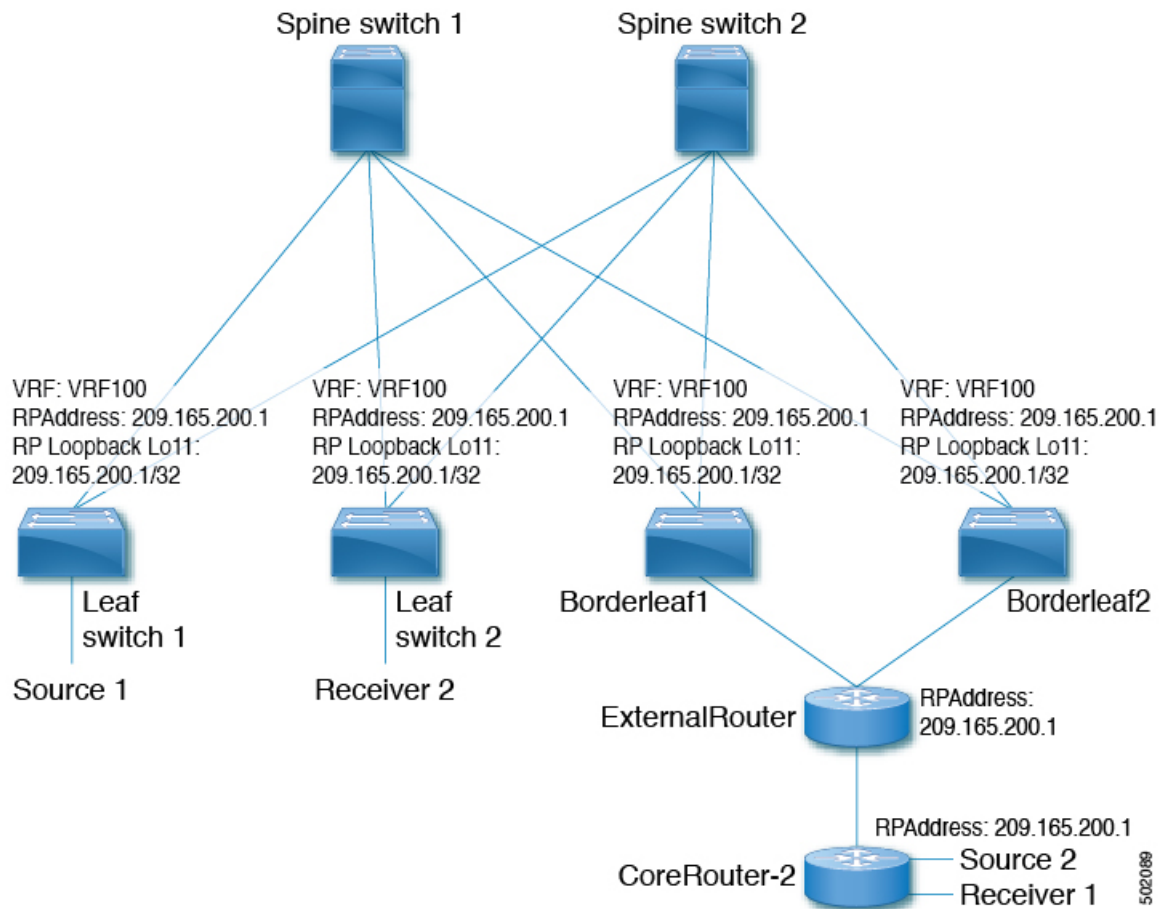 Spine switch 1
Spine switch 2
VRF: VRF100
RPAddress: 209.165.200.1
RP Loopback Lo11:
209.165.200.1/32
VRF: VRF100
RPAddress: 209.165.200.1
RP Loopback Lo11:
209.165.200.1/32
VRF: VRF100
RPAddress: 209.165.200.1
RP Loopback Lo11:
209.165.200.1/32
VRF: VRF100
RPAddress: 209.165.200.1
RP Loopback Lo11:
209.165.200.1/32
Leaf
switch 1
Leaf
switch 2
Borderleaf1
Borderleaf2
Source 1
Receiver 2
ExternalRouter
RPAddress:
209.165.200.1
RPAddress: 209.165.200.1
CoreRouter-2
Source 2
Receiver 1
502089